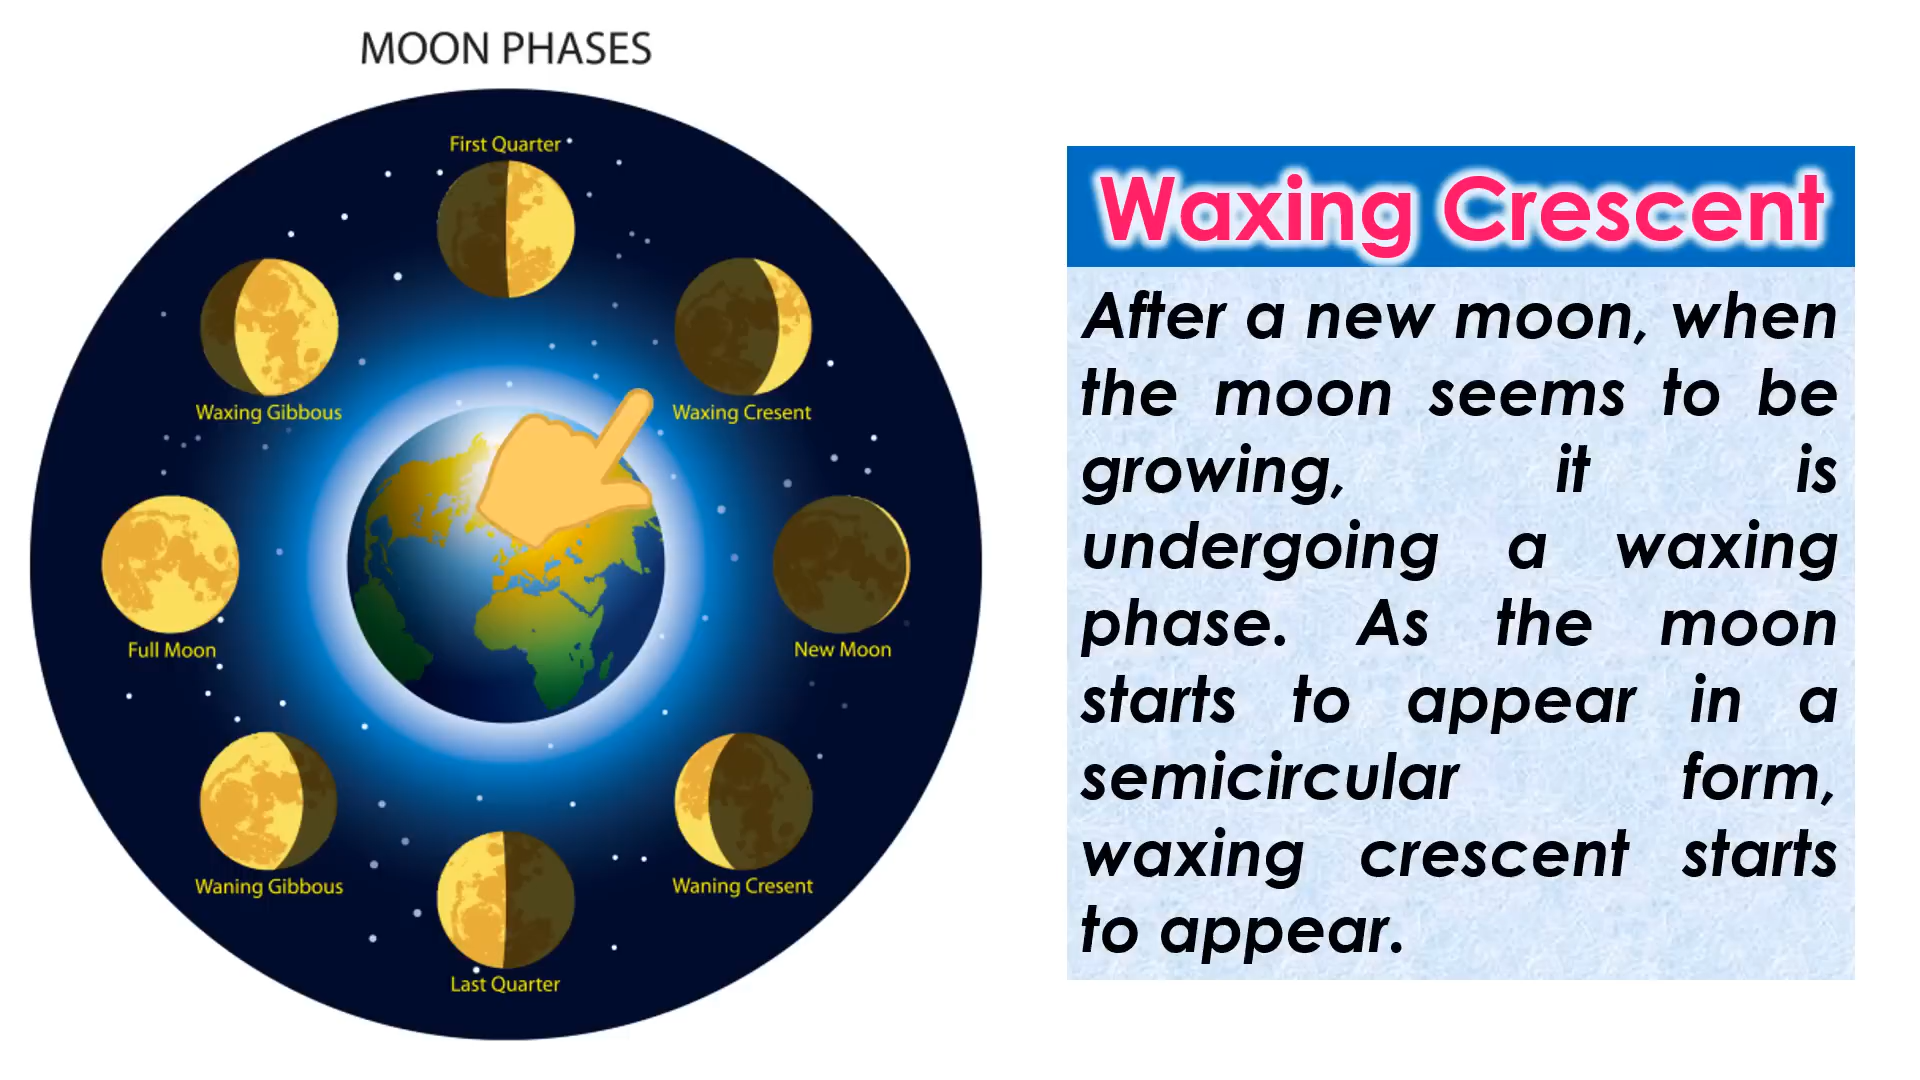 MOON PHASES
First Quarter
Waxing Gibbous
Waxing Cresent
Full Moon
New Moon
Waning Gibbous
Waning Cresent
Last Quarter
Waxing Crescent
After a new moon, when
the moon seems to be
growing, it is
undergoing a waxing
phase. As the moon
starts to appear in a
semicircular form,
waxing crescent starts
to appear.